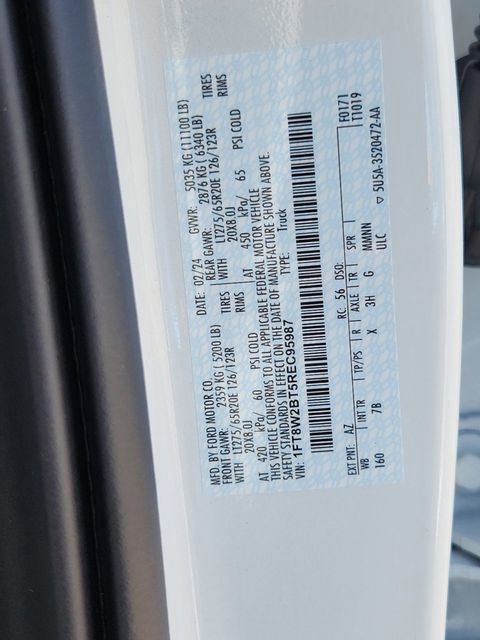 MFD. BY FORD MOTOR CO. DATE: 02/24 GVWR: 5035 KG (11100 LB)
FRONT GAWR: 2359 KG ( 5200 LB) REAR GAWR: 2876 KG ( 6340 LB)
WITH LT275/65R20E 126/123R TIRES WITH LT275/65R20E 126/123R TIRES
20X8.0J RIMS 20X8.0J RIMS
AT 420 kPa/ 60 PSI COLD AT 450 kPa/ 65 PSI COLD
THIS VEHICLE CONFORMS TO ALL APPLICABLE FEDERAL MOTOR VEHICLE
SAFETY STANDARDS IN EFFECT ON THE DATE OF MANUFACTURE SHOWN ABOVE.
VIN: 1FT8W2BT5REC95987 TYPE: Truck
F0171
T1019
EXT PNT: AZ RC: 56 DSO:
WB INT TR TP/PS R AXLE TR SPR
160 7B X 3H G MMNN
ULC ▽ 5U5A-3520472-AA